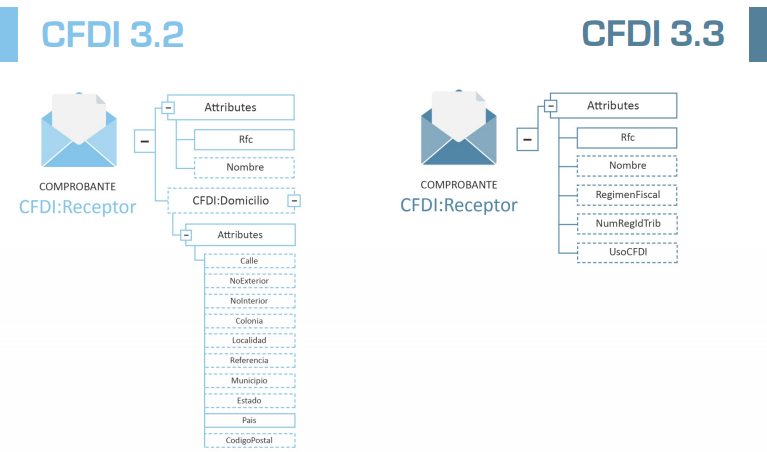 CFDI 3.2
CFDI 3.3
COMPROBANTE
CFDI:Receptor
Attributes
Rfc
Nombre
CFDI:Domicilio
Attributes
Calle
NoExterior
NoInterior
Colonia
Localidad
Referencia
Municipio
Estado
Pais
CodigoPostal
COMPROBANTE
CFDI:Receptor
Attributes
Rfc
Nombre
RegimenFiscal
NumRegIdTrib
UsoCFDI